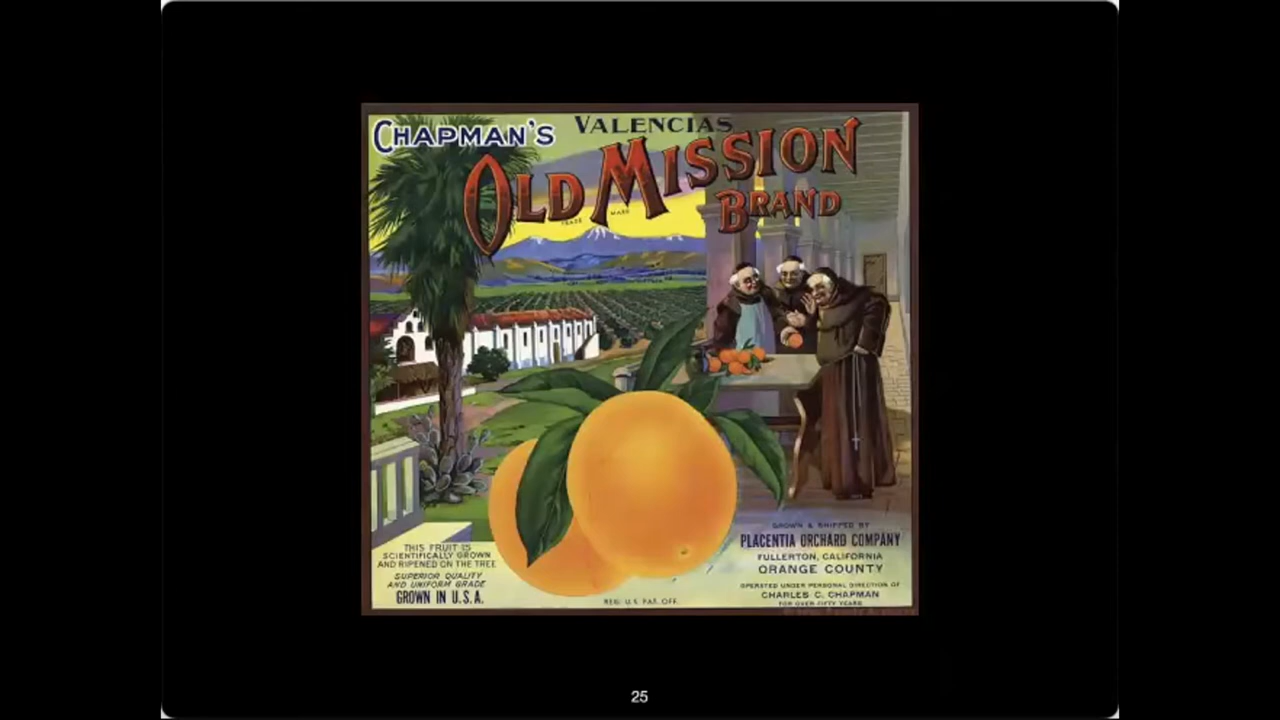 CHAPMAN'S
VALENCIAS
OLD MISSION
BRAND
TRADE MARK
THIS FRUIT IS
SCIENTIFICALLY GROWN
AND RIPENED ON THE TREE
SUPERIOR QUALITY
AND UNIFORM GRADE
GROWN IN U.S.A.
REG. U.S. PAT. OFF.
GROWN & SHIPPED BY
PLACENTIA ORCHARD COMPANY
FULLERTON, CALIFORNIA
ORANGE COUNTY
OPERATED UNDER PERSONAL DIRECTION OF
CHARLES C. CHAPMAN
FOR OVER FIFTY YEARS
25